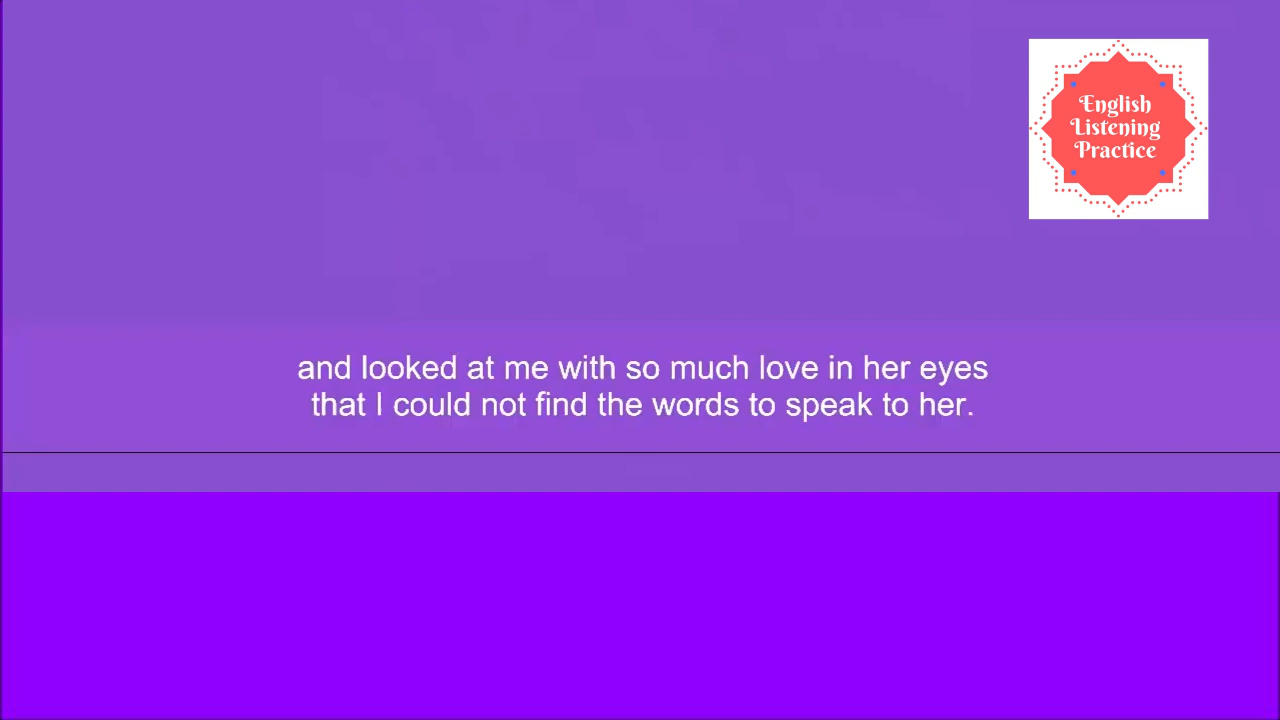 English
Listening
Practice
and looked at me with so much love in her eyes
that I could not find the words to speak to her.